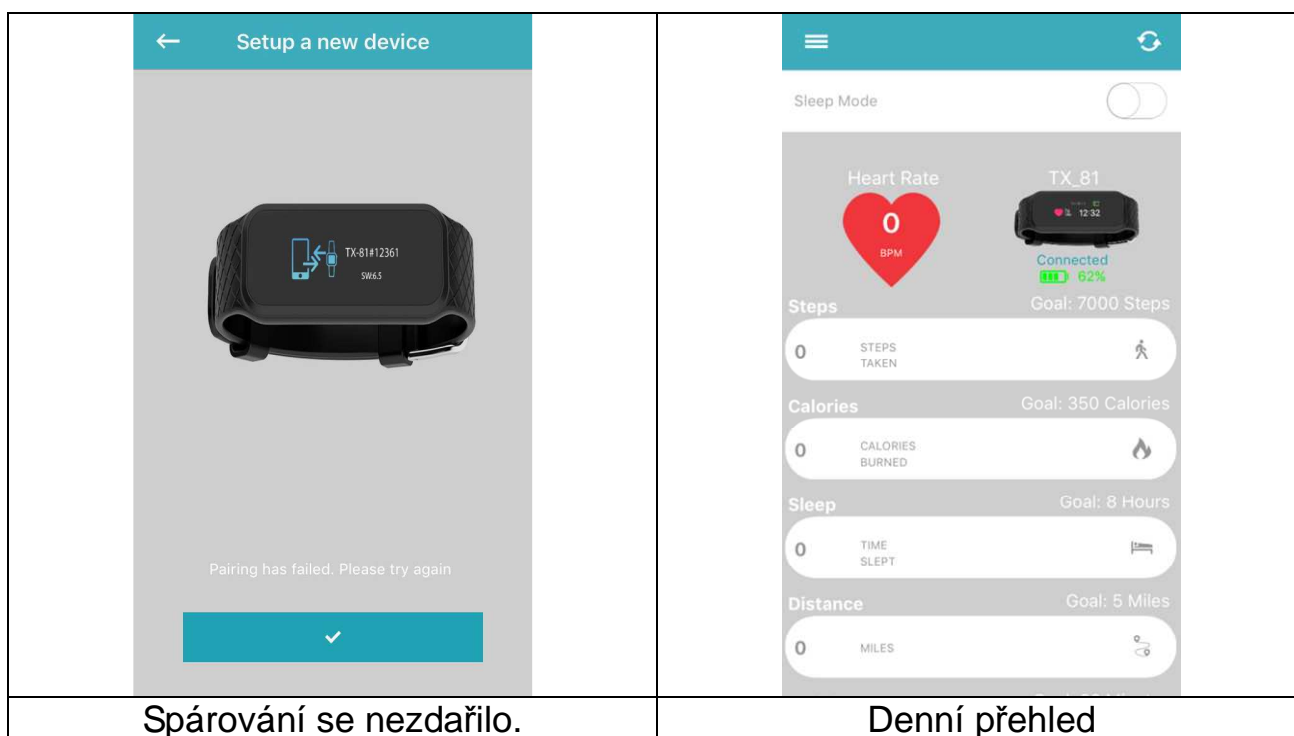 Setup a new device
TX-81#12361
SW:6.5
Pairing has failed. Please try again
Spárování se nezdařilo.
Sleep Mode
Heart Rate
TX_81
0
BPM
12:32
Connected
62%
Steps
Goal: 7000 Steps
0
STEPS
TAKEN
Calories
Goal: 350 Calories
0
CALORIES
BURNED
Sleep
Goal: 8 Hours
0
TIME
SLEPT
Distance
Goal: 5 Miles
0
MILES
Denní přehled